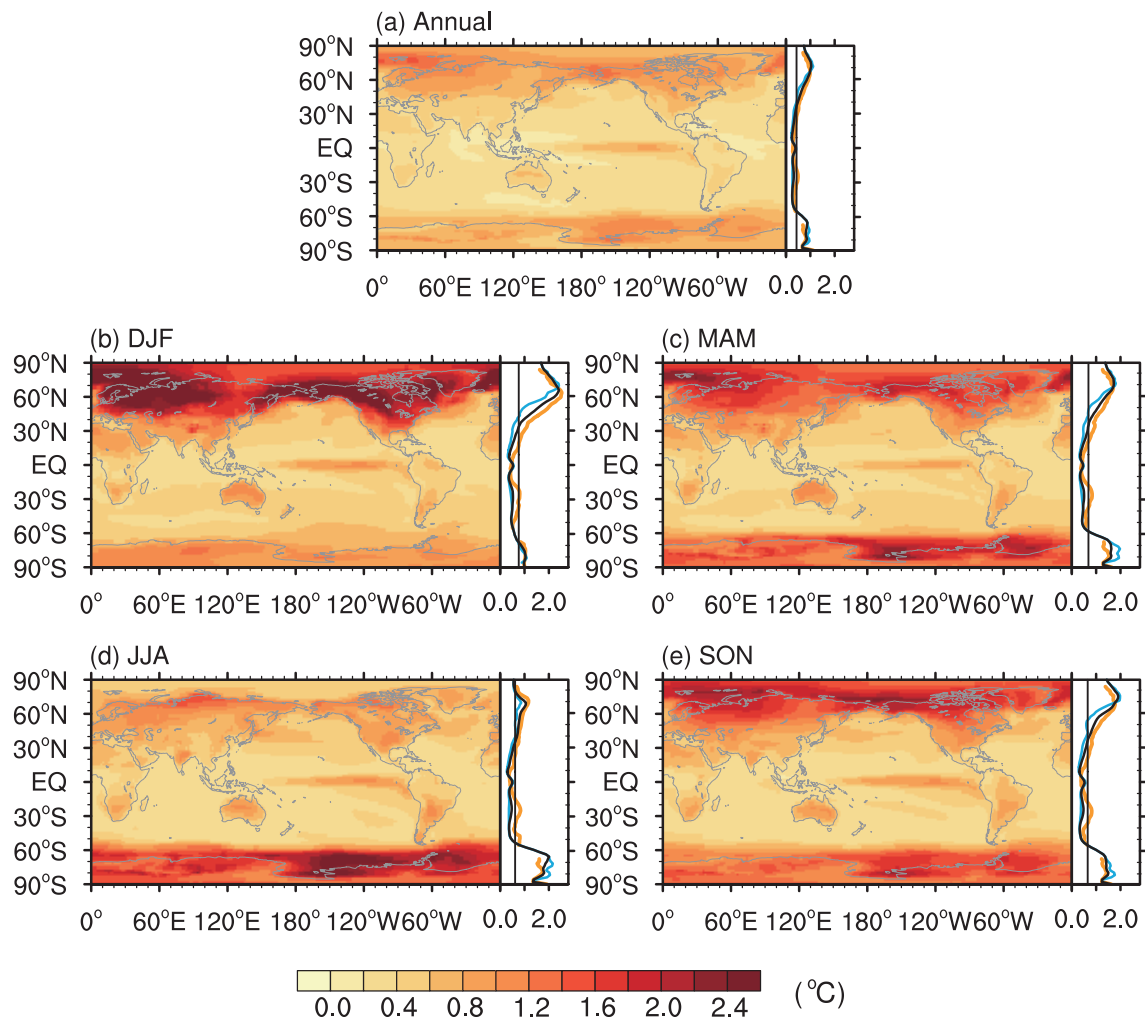 (a) Annual
90°N
60°N
30°N
EQ
30°S
60°S
90°S
0° 60°E 120°E 180° 120°W 60°W 0.0 2.0
(b) DJF
90°N
60°N
30°N
EQ
30°S
60°S
90°S
0° 60°E 120°E 180° 120°W 60°W 0.0 2.0
(c) MAM
90°N
60°N
30°N
EQ
30°S
60°S
90°S
0° 60°E 120°E 180° 120°W 60°W 0.0 2.0
(d) JJA
90°N
60°N
30°N
EQ
30°S
60°S
90°S
0° 60°E 120°E 180° 120°W 60°W 0.0 2.0
(e) SON
90°N
60°N
30°N
EQ
30°S
60°S
90°S
0° 60°E 120°E 180° 120°W 60°W 0.0 2.0
0.0 0.4 0.8 1.2 1.6 2.0 2.4 (°C)